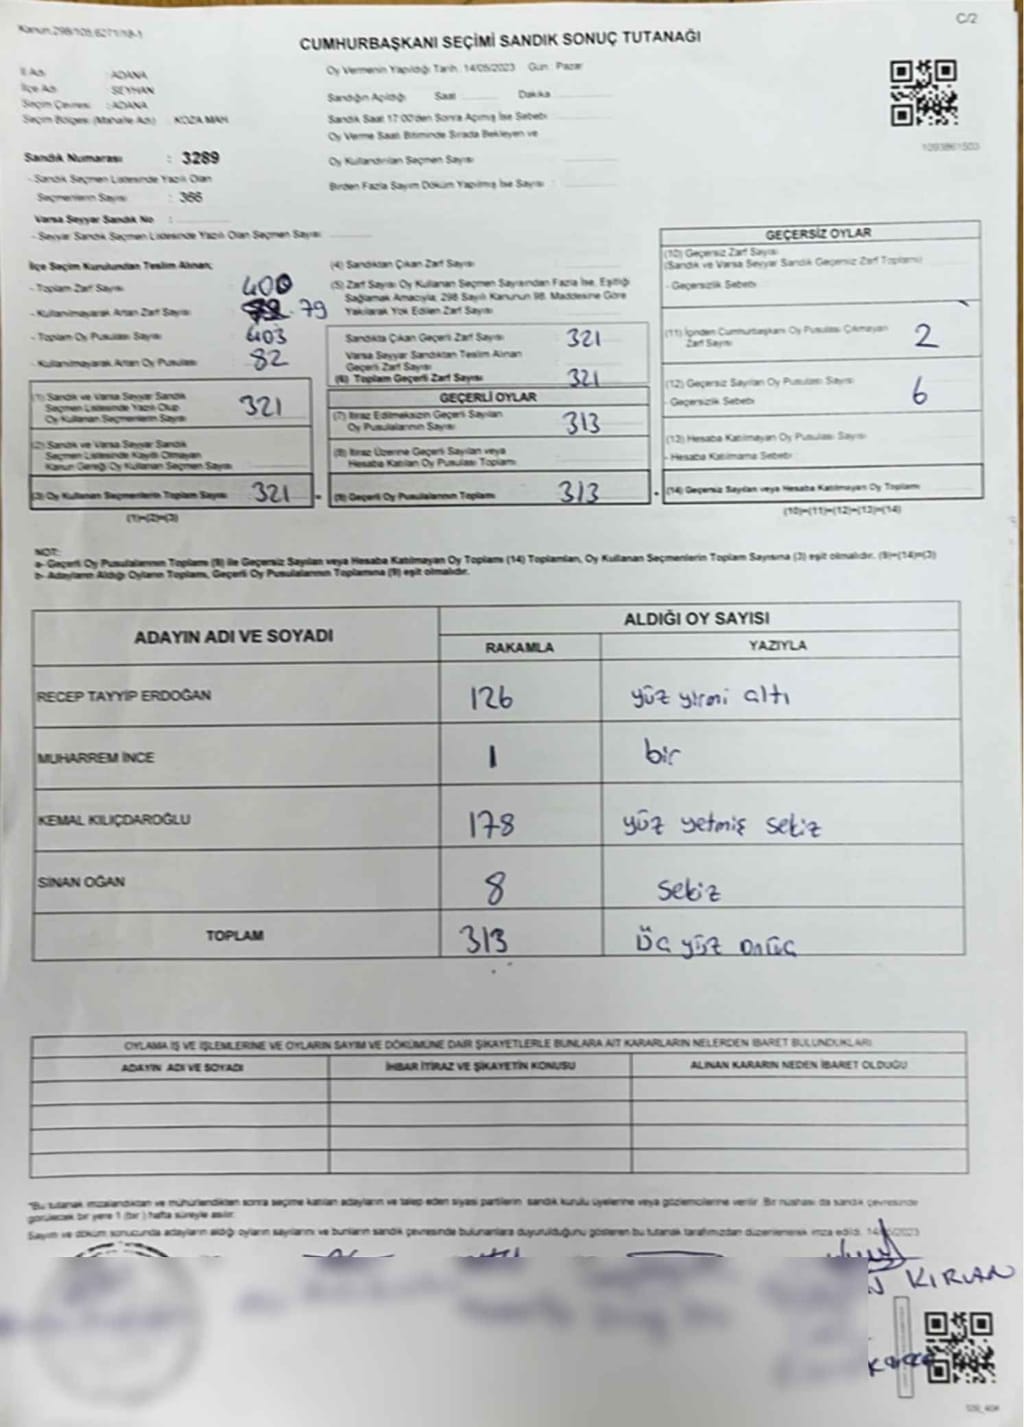 Kanun.298/105,6271/18-1
C/2
CUMHURBAŞKANI SEÇİMİ SANDIK SONUÇ TUTANAĞI
İl Adı : ADANA
İlçe Adı : SEYHAN
Seçim Çevresi : ADANA
Seçim Bölgesi (Mahalle Adı) : KOZA MAH
Sandık Numarası : 3289
- Sandık Seçmen Listesinde Yazılı Olan
Seçmenlerin Sayısı : 366
Varsa Seyyar Sandık No :
- Seyyar Sandık Seçmen Listesinde Yazılı Olan Seçmen Sayısı
Oy Vermenin Yapıldığı Tarih: 14/05/2023 Gün : Pazar
Sandığın Açıldığı Saat Dakika
Sandık Saat 17:00'den Sonra Açımış İse Sebebi
Oy Verme Saati Bitiminde Sırada Bekleyen ve
Oy Kullandırılan Seçmen Sayısı
Birden Fazla Sayım Döküm Yapılmış İse Sayısı :
1093861503
İlçe Seçim Kurulundan Teslim Alınan;
- Toplam Zarf Sayısı 400
- Kullanılmayarak Artan Zarf Sayısı 79
- Toplam Oy Pusulası Sayısı 403
- Kullanılmayarak Artan Oy Pusulası 82
(1) Sandık ve Varsa Seyyar Sandık
Seçmen Listesinde Yazılı Olup
Oy Kullanan Seçmenlerin Sayısı 321
(2) Sandık ve Varsa Seyyar Sandık
Seçmen Listesinde Kayıtlı Olmayan
Kanun Gereği Oy Kullanan Seçmen Sayısı
(3) Oy Kullanan Seçmenlerin Toplam Sayısı 321
(1)+(2)=(3)
(4) Sandıktan Çıkan Zarf Sayısı
(5) Zarf Sayısı Oy Kullanan Seçmen Sayısından Fazla İse, Eşitliği
Sağlamak Amacıyla, 298 Sayılı Kanunun 98. Maddesine Göre
Yakılarak Yok Edilen Zarf Sayısı
Sandıkta Çıkan Geçerli Zarf Sayısı 321
Varsa Seyyar Sandıktan Teslim Alınan
Geçerli Zarf Sayısı
(6) Toplam Geçerli Zarf Sayısı 321
GEÇERLİ OYLAR
(7) İtiraz Edilmeksizin Geçerli Sayılan
Oy Pusulalarının Sayısı 313
(8) İtiraz Üzerine Geçerli Sayılan veya
Hesaba Katılan Oy Pusulası Toplamı
(9) Geçerli Oy Pusulalarının Toplamı 313
GEÇERSİZ OYLAR
(10) Geçersiz Zarf Sayısı
(Sandık ve Varsa Seyyar Sandık Geçersiz Zarf Toplamı)
- Geçersizlik Sebebi
(11) İçinden Cumhurbaşkanı Oy Pusulası Çıkmayan
Zarf Sayısı 2
(12) Geçersiz Sayılan Oy Pusulası Sayısı
- Geçersizlik Sebebi 6
(13) Hesaba Katılmayan Oy Pusulası Sayısı
- Hesaba Katılmama Sebebi
(14) Geçersiz Sayılan veya Hesaba Katılmayan Oy Toplamı
(10)+(11)+(12)+(13)=(14)
NOT:
a- Geçerli Oy Pusulasının Toplam (9) ile Geçersiz Sayılan veya Hesaba Katılmayan Oy Toplamı (14) Toplamları, Oy Kullanan Seçmenlerin Toplam Sayısına (3) eşit olmalıdır. (9)+(14)=(3)
b- Adayların Aldığı Oyların Toplamı, Geçerli Oy Pusulalarının Toplamına (9) eşit olmalıdır.
ADAYIN ADI VE SOYADI
ALDIĞI OY SAYISI
RAKAMLA YAZIYLA
RECEP TAYYİP ERDOĞAN 126 yüz yirmi altı
MUHARREM İNCE 1 bir
KEMAL KILIÇDAROĞLU 178 yüz yetmiş sekiz
SİNAN OĞAN 8 sekiz
TOPLAM 313 üç yüz onüç
OYLAMA İŞ VE İŞLEMLERİNE VE OYLARIN SAYIM VE DÖKÜMÜNE DAİR ŞİKAYETLERLE BUNLARA AİT KARARLARIN NELERDEN İBARET BULUNDUKLARI
ADAYIN ADI VE SOYADI İHBAR İTİRAZ VE ŞİKAYETİN KONUSU ALINAN KARARIN NEDEN İBARET OLDUĞU
*Bu tutanak imzalandıktan ve mühürlendikten sonra seçime katılan adayların ve talep eden siyasi partilerin sandık kurulu üyelerine veya gözlemcilerine verilir. Bir nüshası da sandık çevresinde
görülecek bir yere 1 (bir) hafta süreyle asılır.
Sayım ve döküm sonucunda adayların aldığı oyların sayılarını ve bunların sandık çevresinde bulunanlara duyurulduğunu gösteren bu tutanak tarafımızdan düzenlenerek imza edildi.
KIRLAN